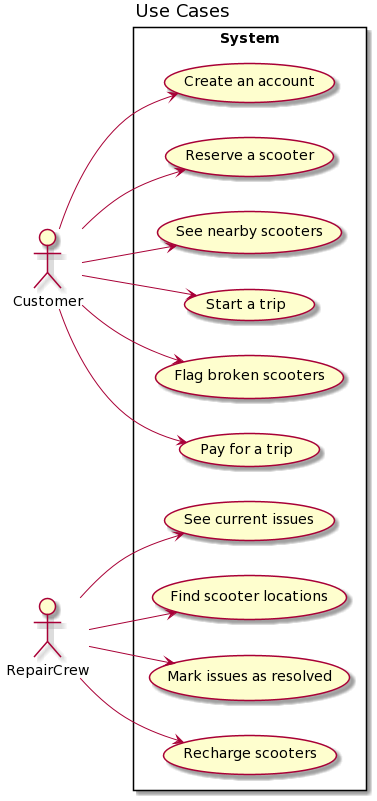 Use Cases
System
Create an account
Reserve a scooter
See nearby scooters
Customer
Start a trip
Flag broken scooters
Pay for a trip
See current issues
Find scooter locations
RepairCrew
Mark issues as resolved
Recharge scooters